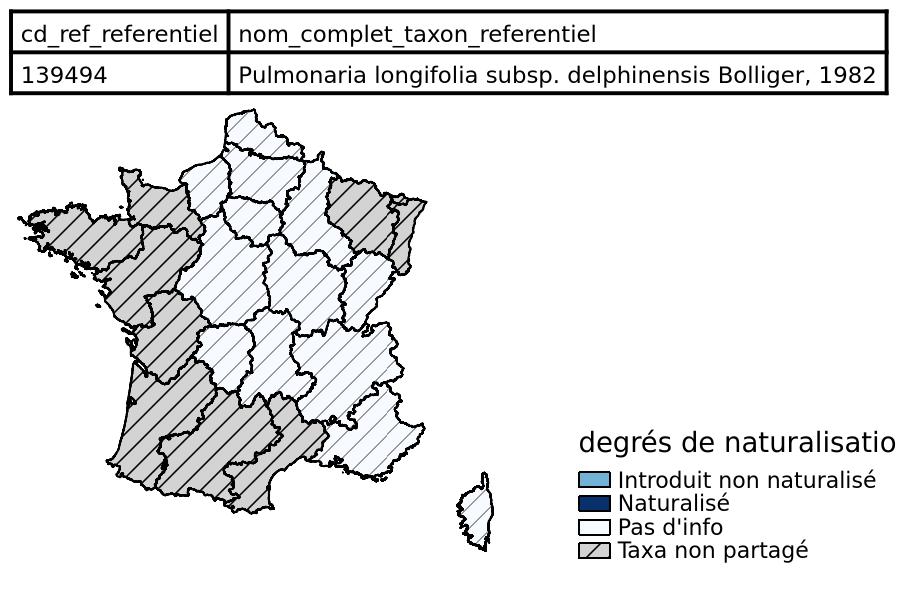 cd_ref_referentiel nom_complet_taxon_referentiel
139494 Pulmonaria longifolia subsp. delphinensis Bolliger, 1982
degrés de naturalisatio
Introduit non naturalisé
Naturalisé
Pas d'info
Taxa non partagé